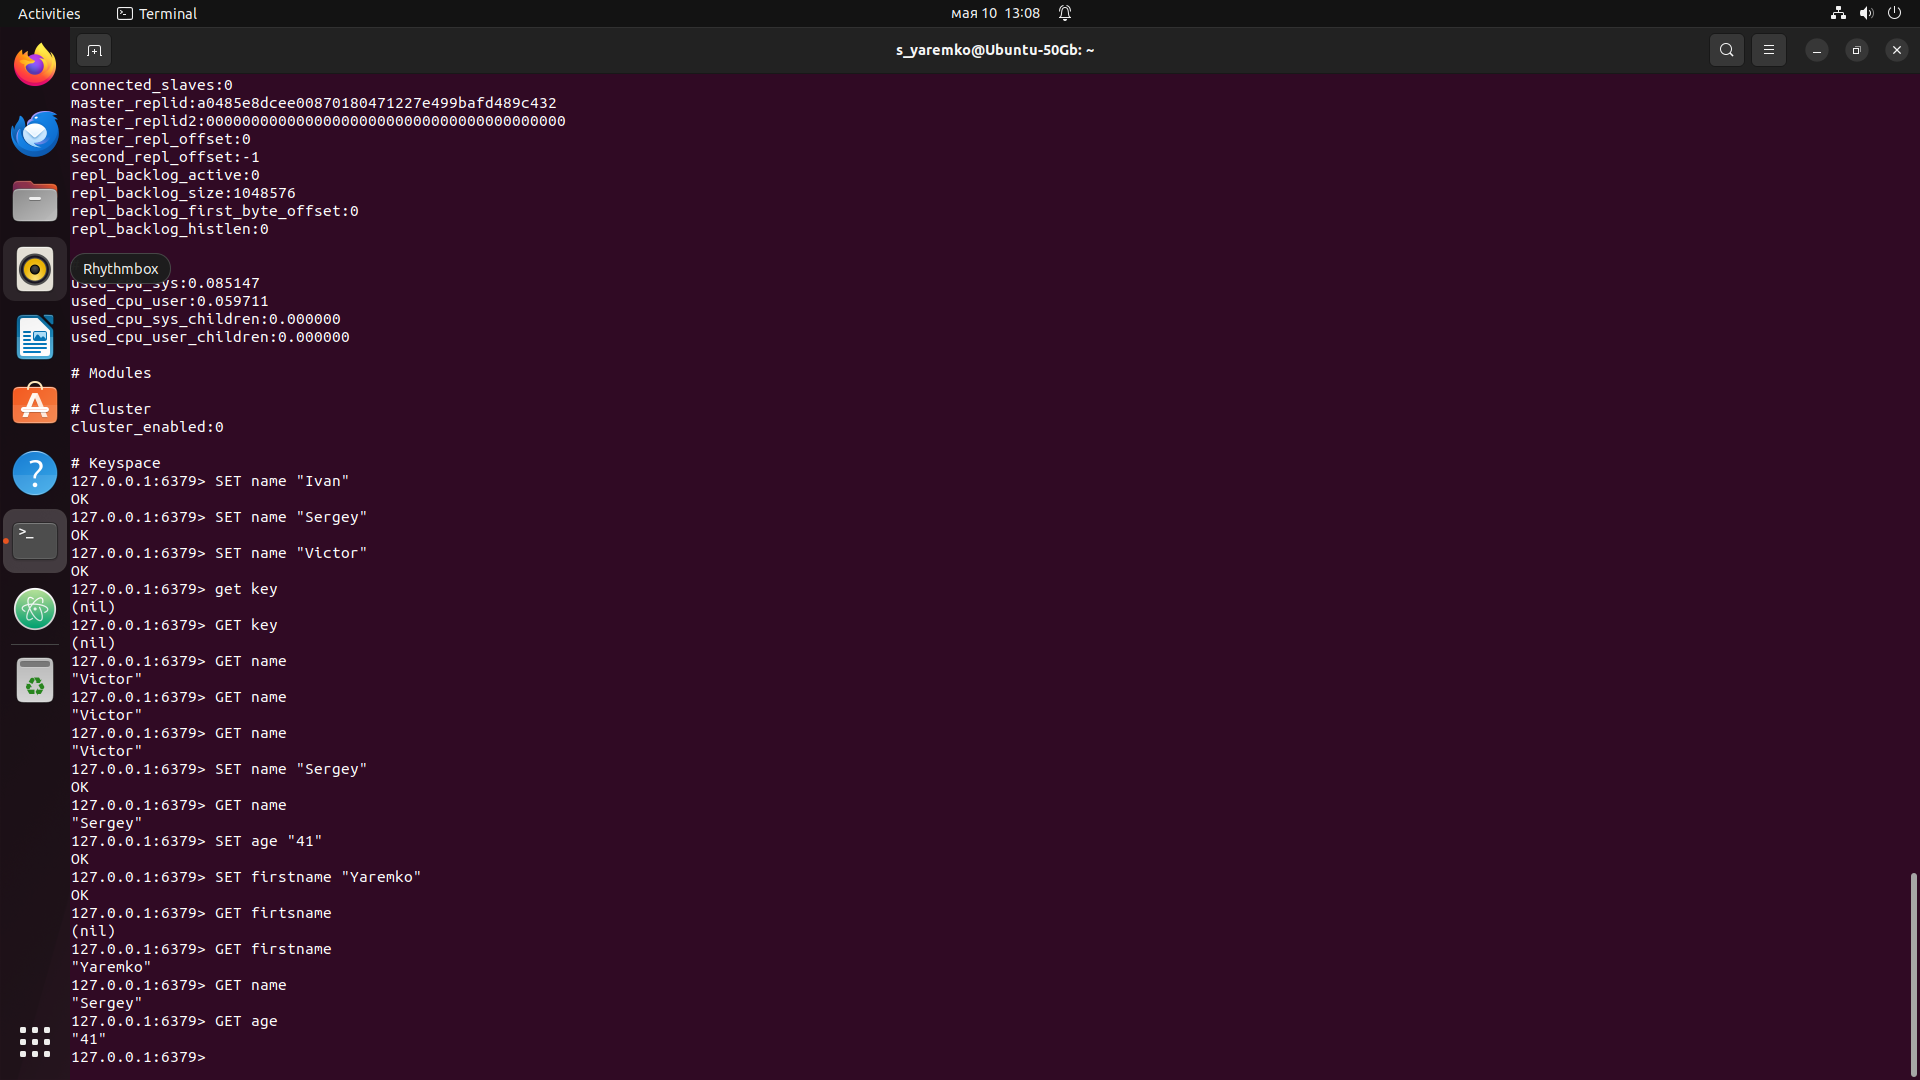 Activities
Terminal
мая 10 13:08
s_yaremko@Ubuntu-50Gb: ~
connected_slaves:0
master_replid:a0485e8dcee00870180471227e499bafd489c432
master_replid2:0000000000000000000000000000000000000000
master_repl_offset:0
second_repl_offset:-1
repl_backlog_active:0
repl_backlog_size:1048576
repl_backlog_first_byte_offset:0
repl_backlog_histlen:0
Rhythmbox
used_cpu_sys:0.085147
used_cpu_user:0.059711
used_cpu_sys_children:0.000000
used_cpu_user_children:0.000000
# Modules
# Cluster
cluster_enabled:0
# Keyspace
127.0.0.1:6379> SET name "Ivan"
OK
127.0.0.1:6379> SET name "Sergey"
OK
127.0.0.1:6379> SET name "Victor"
OK
127.0.0.1:6379> get key
(nil)
127.0.0.1:6379> GET key
(nil)
127.0.0.1:6379> GET name
"Victor"
127.0.0.1:6379> GET name
"Victor"
127.0.0.1:6379> GET name
"Victor"
127.0.0.1:6379> SET name "Sergey"
OK
127.0.0.1:6379> GET name
"Sergey"
127.0.0.1:6379> SET age "41"
OK
127.0.0.1:6379> SET firstname "Yaremko"
OK
127.0.0.1:6379> GET firtsname
(nil)
127.0.0.1:6379> GET firstname
"Yaremko"
127.0.0.1:6379> GET name
"Sergey"
127.0.0.1:6379> GET age
"41"
127.0.0.1:6379>